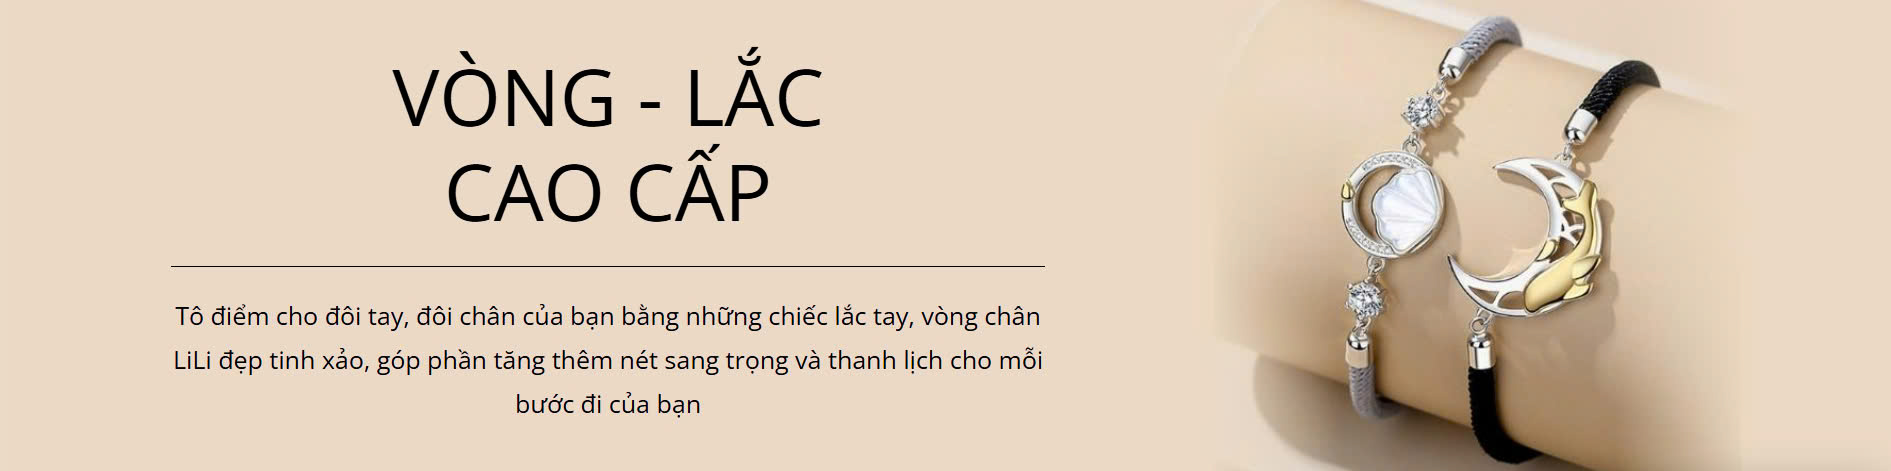 VÒNG - LẮC
CAO CẤP
Tô điểm cho đôi tay, đôi chân của bạn bằng những chiếc lắc tay, vòng chân
LiLi đẹp tinh xảo, góp phần tăng thêm nét sang trọng và thanh lịch cho mỗi
bước đi của bạn